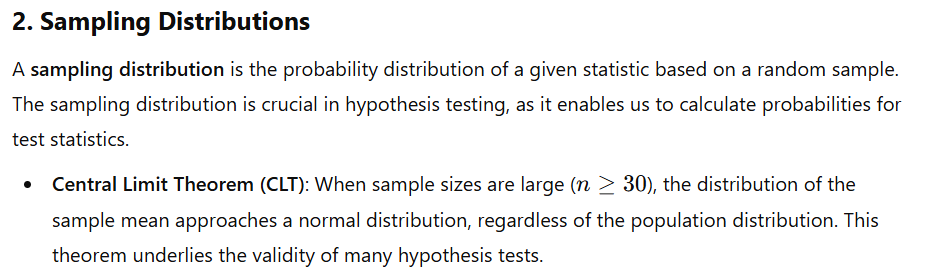 2. Sampling Distributions
A sampling distribution is the probability distribution of a given statistic based on a random sample.
The sampling distribution is crucial in hypothesis testing, as it enables us to calculate probabilities for
test statistics.
• Central Limit Theorem (CLT): When sample sizes are large (n ≥ 30), the distribution of the
sample mean approaches a normal distribution, regardless of the population distribution. This
theorem underlies the validity of many hypothesis tests.